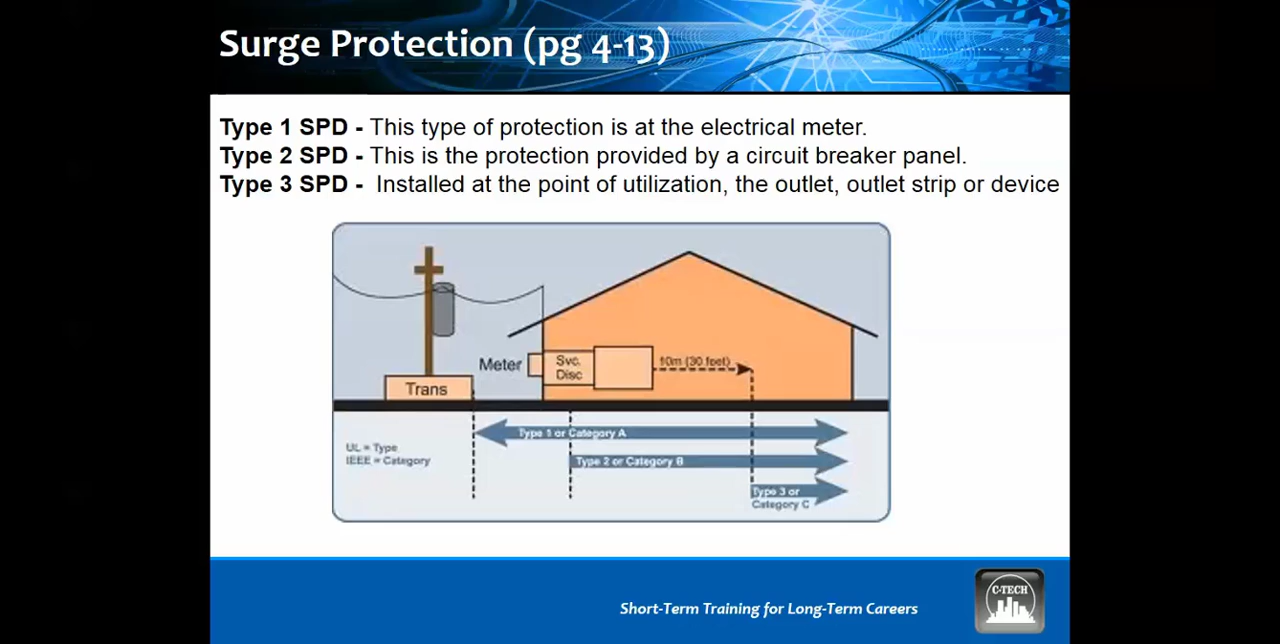 Surge Protection (pg 4-13)
Type 1 SPD - This type of protection is at the electrical meter.
Type 2 SPD - This is the protection provided by a circuit breaker panel.
Type 3 SPD - Installed at the point of utilization, the outlet, outlet strip or device
Meter
Svc.
Disc
10m (30 feet)
Trans
Type 1 or Category A
UL = Type
IEEE = Category
Type 2 or Category B
Type 3 or
Category C
Short-Term Training for Long-Term Careers
C-TECH